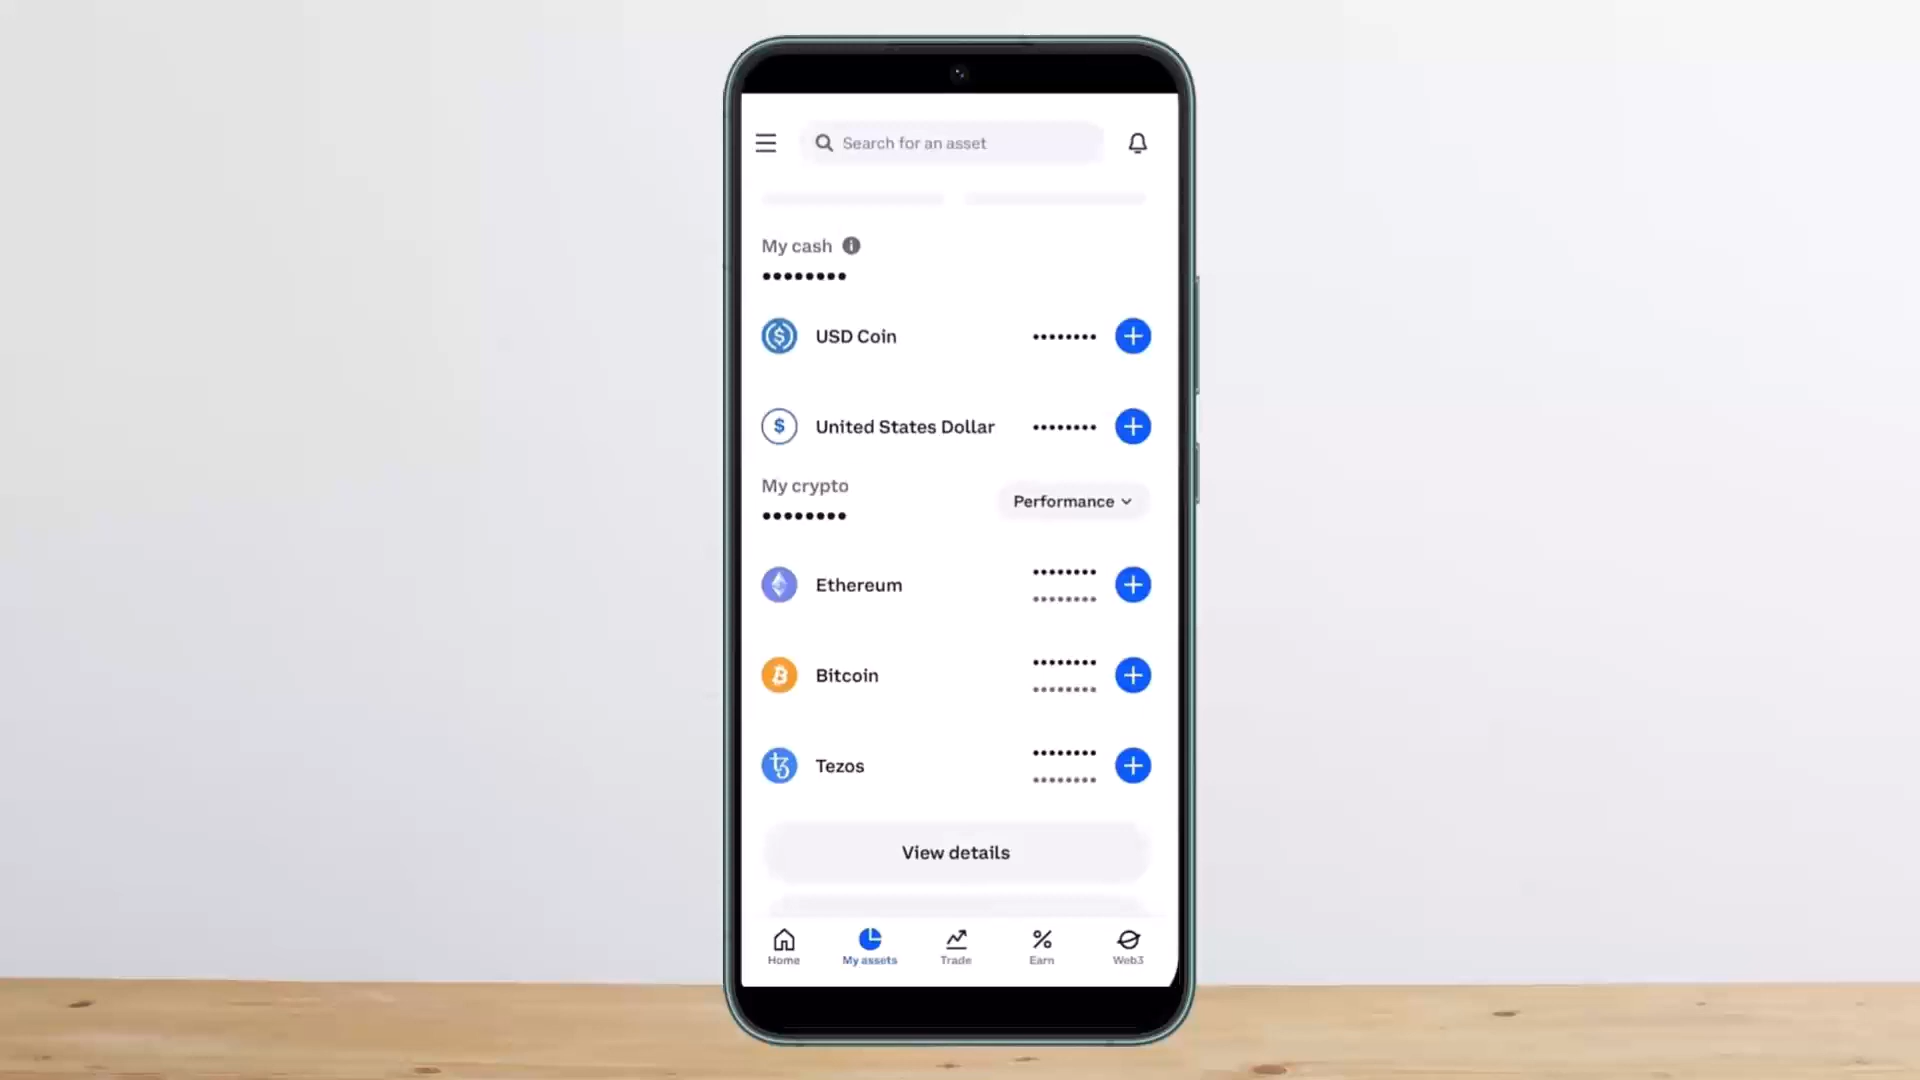 Search for an asset
My cash
••••••••
USD Coin ••••••••
United States Dollar ••••••••
My crypto
••••••••
Performance
Ethereum ••••••••
••••••••
Bitcoin ••••••••
••••••••
Tezos ••••••••
••••••••
View details
Home My assets Trade Earn Web3